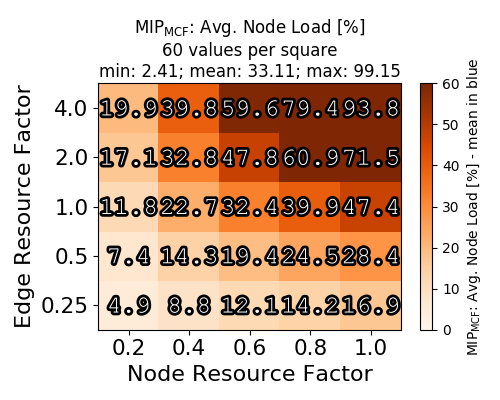 MIP_MCF: Avg. Node Load [%]
60 values per square
min: 2.41; mean: 33.11; max: 99.15
Edge Resource Factor
4.0 19.9 39.8 59.6 79.4 93.8
2.0 17.1 32.8 47.8 60.9 71.5
1.0 11.8 22.7 32.4 39.9 47.4
0.5 7.4 14.3 19.4 24.5 28.4
0.25 4.9 8.8 12.1 14.2 16.9
0.2 0.4 0.6 0.8 1.0
Node Resource Factor
60
50
40
30
20
10
0
MIP_MCF: Avg. Node Load [%] - mean in blue